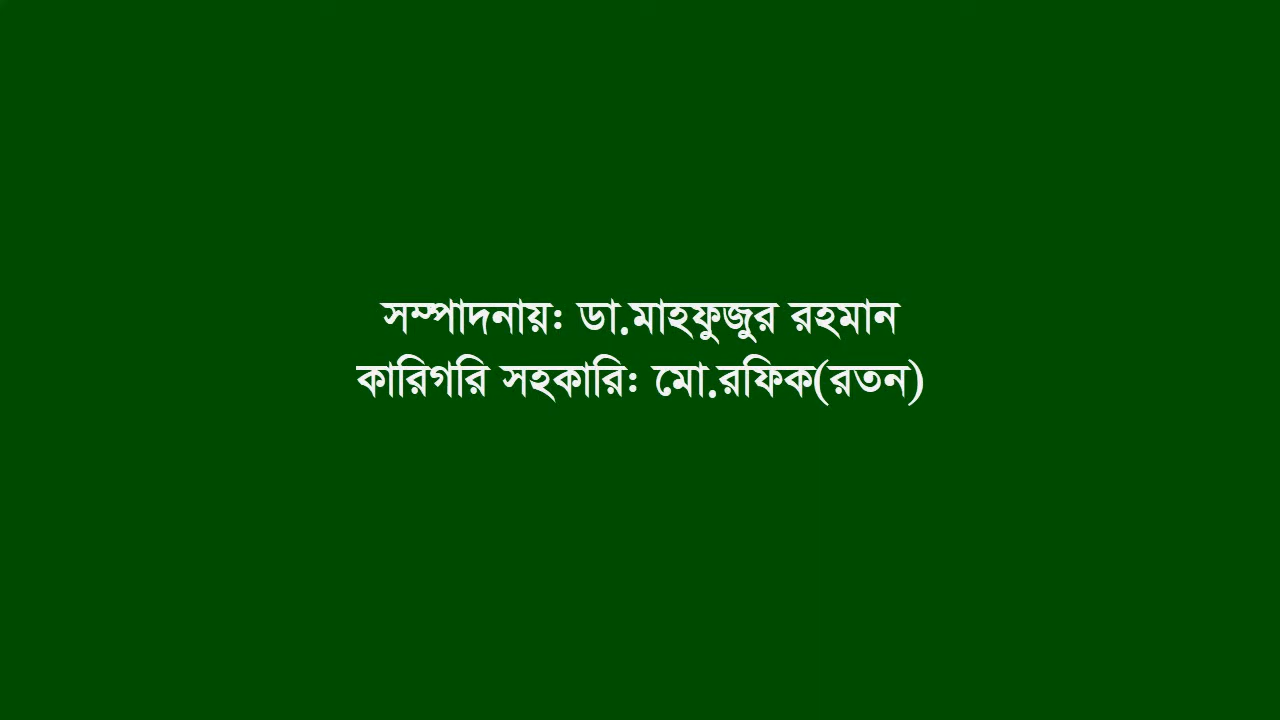 সম্পাদনায়ঃ ডা.মাহফুজুর রহমান
কারিগরি সহকারিঃ মো.রফিক(রতন)